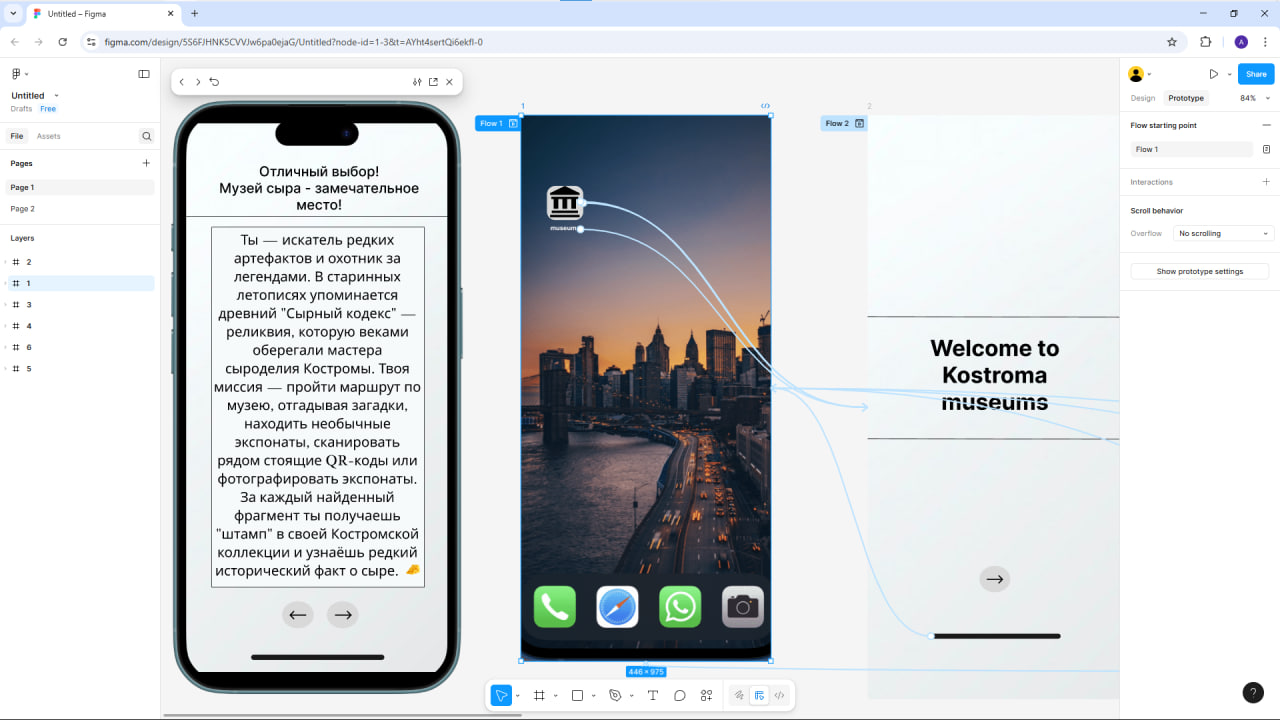 Untitled – Figma
figma.com/design/5S6FJHNK5CVVJw6pa0ejaG/Untitled?node-id=1-3&t=AYht4sertQi6ekfl-0
A
Untitled
Drafts Free
File Assets
Pages
Page 1
Page 2
Layers
2
1
3
4
6
5
Отличный выбор!
Музей сыра - замечательное
место!
Ты — искатель редких
артефактов и охотник за
легендами. В старинных
летописях упоминается
древний "Сырный кодекс" —
реликвия, которую веками
оберегали мастера
сыроделия Костромы. Твоя
миссия — пройти маршрут по
музею, отгадывая загадки,
находить необычные
экспонаты, сканировать
рядом стоящие QR-коды или
фотографировать экспонаты.
За каждый найденный
фрагмент ты получаешь
"штамп" в своей Костромской
коллекции и узнаёшь редкий
исторический факт о сыре. 🧀
1
Flow 1
museum
446 × 975
2
Flow 2
Welcome to
Kostroma
museums
Share
Design Prototype 84%
Flow starting point
Flow 1
Interactions
Scroll behavior
Overflow No scrolling
Show prototype settings
?